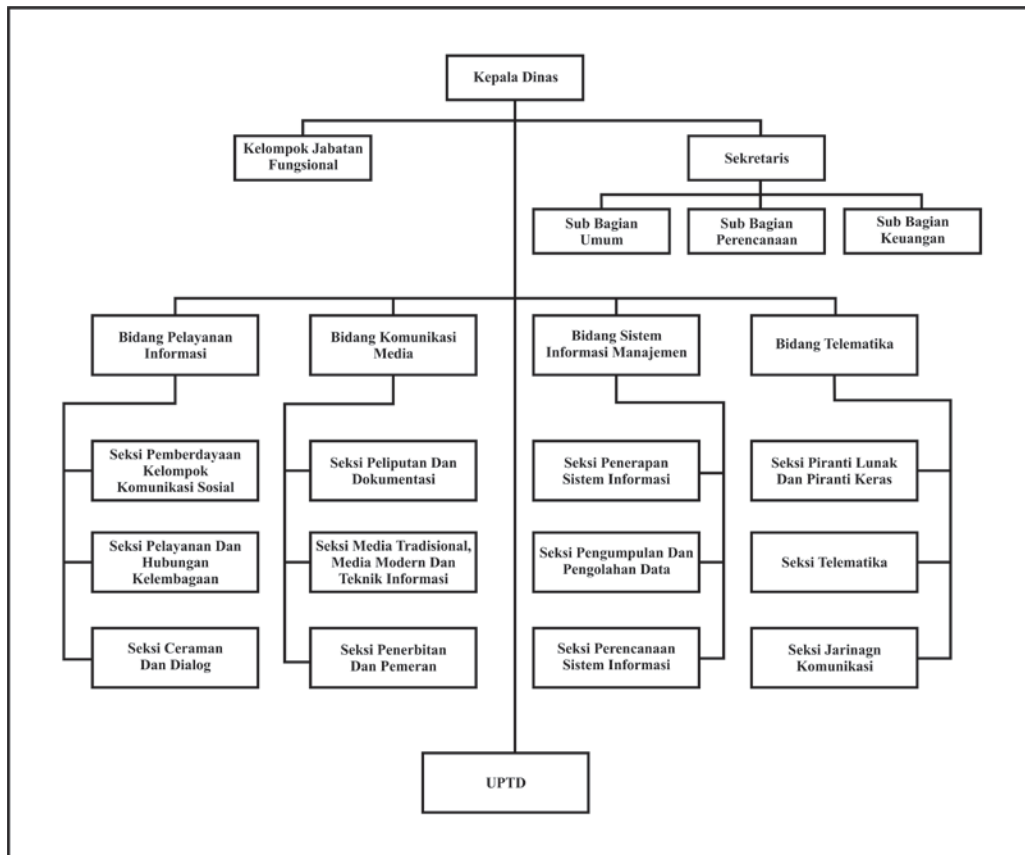 Kepala Dinas
Kelompok Jabatan
Fungsional
Sekretaris
Sub Bagian
Umum
Sub Bagian
Perencanaan
Sub Bagian
Keuangan
Bidang Pelayanan
Informasi
Bidang Komunikasi
Media
Bidang Sistem
Informasi Manajemen
Bidang Telematika
Seksi Pemberdayaan
Kelompok
Komunikasi Sosial
Seksi Peliputan Dan
Dokumentasi
Seksi Penerapan
Sistem Informasi
Seksi Piranti Lunak
Dan Piranti Keras
Seksi Pelayanan Dan
Hubungan
Kelembagaan
Seksi Media Tradisional,
Media Modern Dan
Teknik Informasi
Seksi Pengumpulan Dan
Pengolahan Data
Seksi Telematika
Seksi Ceraman
Dan Dialog
Seksi Penerbitan
Dan Pemeran
Seksi Perencanaan
Sistem Informasi
Seksi Jarinagn
Komunikasi
UPTD